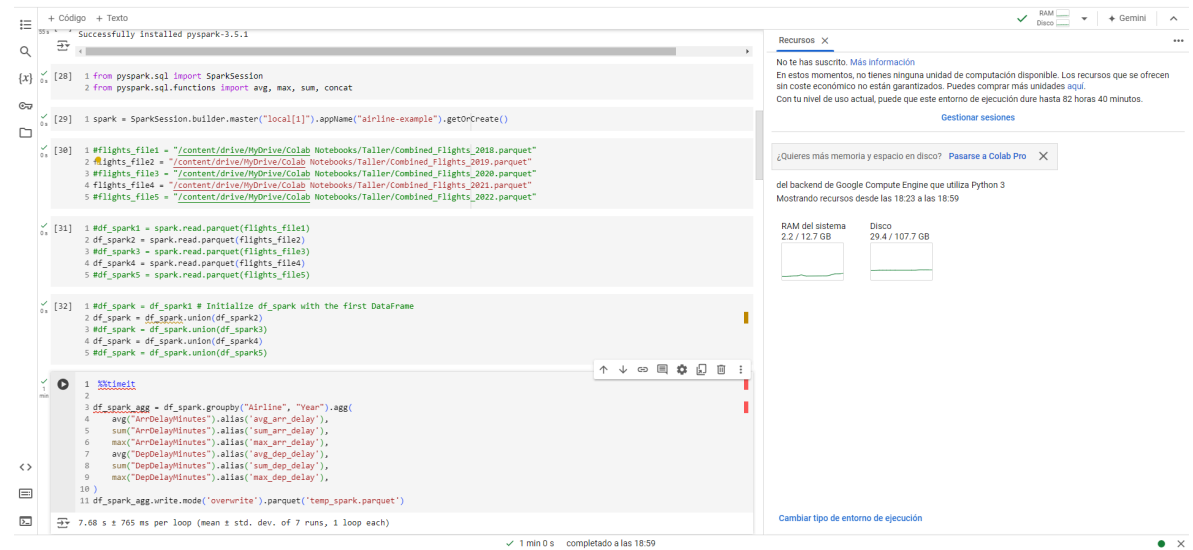 + Código + Texto
RAM
Disco
Gemini
55 s
Successfully installed pyspark-3.5.1
[28] 1 from pyspark.sql import SparkSession
0 s
2 from pyspark.sql.functions import avg, max, sum, concat
[29] 1 spark = SparkSession.builder.master("local[1]").appName("airline-example").getOrCreate()
0 s
[30] 1 #flights_file1 = "/content/drive/MyDrive/Colab Notebooks/Taller/Combined_Flights_2018.parquet"
0 s
2 flights_file2 = "/content/drive/MyDrive/Colab Notebooks/Taller/Combined_Flights_2019.parquet"
3 #flights_file3 = "/content/drive/MyDrive/Colab Notebooks/Taller/Combined_Flights_2020.parquet"
4 flights_file4 = "/content/drive/MyDrive/Colab Notebooks/Taller/Combined_Flights_2021.parquet"
5 #flights_file5 = "/content/drive/MyDrive/Colab Notebooks/Taller/Combined_Flights_2022.parquet"
[31] 1 #df_spark1 = spark.read.parquet(flights_file1)
0 s
2 df_spark2 = spark.read.parquet(flights_file2)
3 #df_spark3 = spark.read.parquet(flights_file3)
4 df_spark4 = spark.read.parquet(flights_file4)
5 #df_spark5 = spark.read.parquet(flights_file5)
[32] 1 #df_spark = df_spark1 # Initialize df_spark with the first DataFrame
0 s
2 df_spark = df_spark.union(df_spark2)
3 #df_spark = df_spark.union(df_spark3)
4 df_spark = df_spark.union(df_spark4)
5 #df_spark = df_spark.union(df_spark5)
1 min
1 %%timeit
2
3 df_spark_agg = df_spark.groupby("Airline", "Year").agg(
4 avg("ArrDelayMinutes").alias('avg_arr_delay'),
5 sum("ArrDelayMinutes").alias('sum_arr_delay'),
6 max("ArrDelayMinutes").alias('max_arr_delay'),
7 avg("DepDelayMinutes").alias('avg_dep_delay'),
8 sum("DepDelayMinutes").alias('sum_dep_delay'),
9 max("DepDelayMinutes").alias('max_dep_delay'),
10 )
11 df_spark_agg.write.mode('overwrite').parquet('temp_spark.parquet')
7.68 s ± 765 ms per loop (mean ± std. dev. of 7 runs, 1 loop each)
Recursos
No te has suscrito. Más información
En estos momentos, no tienes ninguna unidad de computación disponible. Los recursos que se ofrecen
sin coste económico no están garantizados. Puedes comprar más unidades aquí.
Con tu nivel de uso actual, puede que este entorno de ejecución dure hasta 82 horas 40 minutos.
Gestionar sesiones
¿Quieres más memoria y espacio en disco? Pasarse a Colab Pro
del backend de Google Compute Engine que utiliza Python 3
Mostrando recursos desde las 18:23 a las 18:59
RAM del sistema
2.2 / 12.7 GB
Disco
29.4 / 107.7 GB
Cambiar tipo de entorno de ejecución
1 min 0 s completado a las 18:59